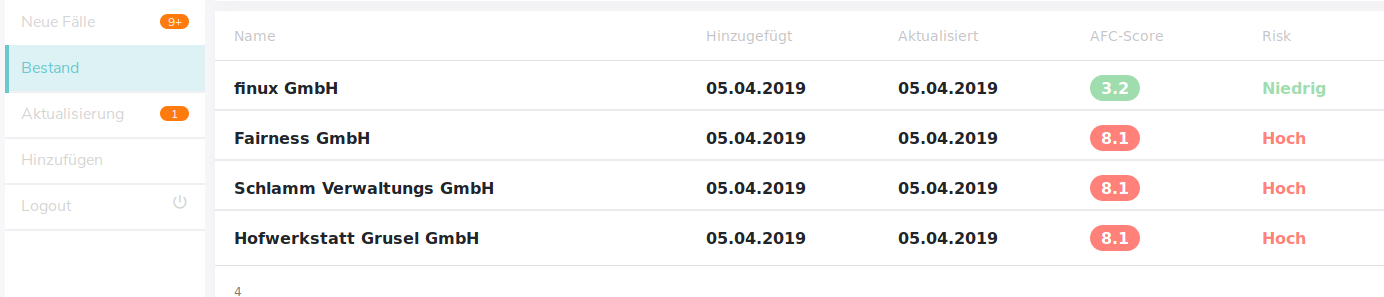 Neue Fälle 9+
Bestand
Aktualisierung 1
Hinzufügen
Logout
Name Hinzugefügt Aktualisiert AFC-Score Risk
finux GmbH 05.04.2019 05.04.2019 3.2 Niedrig
Fairness GmbH 05.04.2019 05.04.2019 8.1 Hoch
Schlamm Verwaltungs GmbH 05.04.2019 05.04.2019 8.1 Hoch
Hofwerkstatt Grusel GmbH 05.04.2019 05.04.2019 8.1 Hoch
4